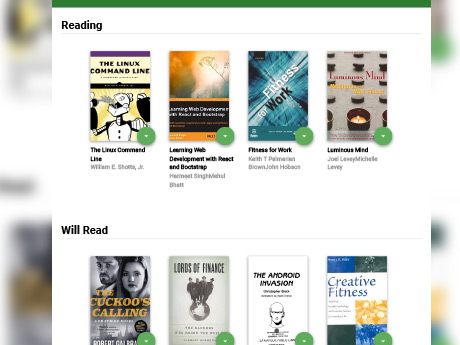 Reading
THE LINUX
COMMAND LINE
Learning Web Development
with React and Bootstrap
Fitness
for Work
Luminous Mind
The Linux Command
Line
William E. Shotts, Jr.
Learning Web
Development with React
and Bootstrap
Harmeet SinghMehul
Bhatt
Fitness for Work
Keith T Palmerian
BrownJohn Hobson
Luminous Mind
Joel LeveyMichelle
Levey
Will Read
THE
CUCKOO'S
CALLING
ROBERT GALBRA
LORDS OF FINANCE
THE ANDROID
INVASION
Creative
Fitness